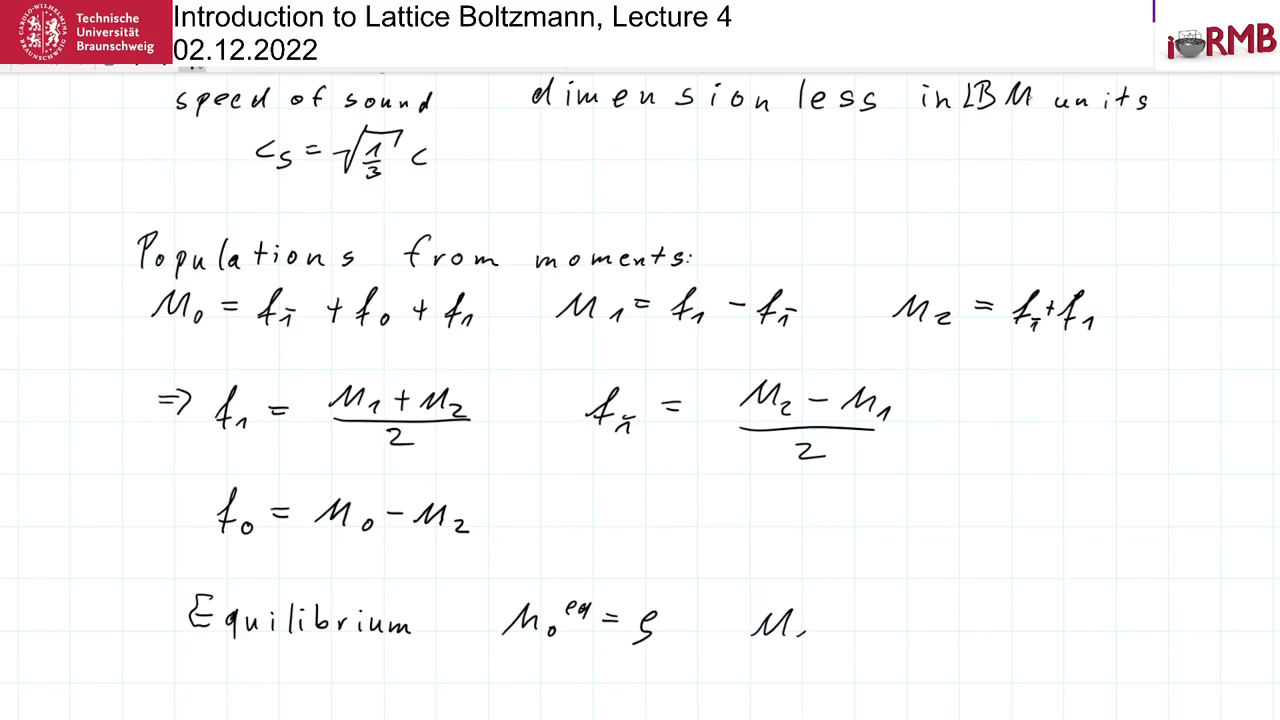 Technische
Universität
Braunschweig
Introduction to Lattice Boltzmann, Lecture 4
02.12.2022
iRMB
speed of sound dimensionless in LBM units
c_s = √(1/3) c
Populations from moments:
M_0 = f_1̄ + f_0 + f_1 M_1 = f_1 - f_1̄ M_2 = f_1̄ + f_1
=> f_1 = (M_1 + M_2)/2 f_1̄ = (M_2 - M_1)/2
f_0 = M_0 - M_2
Equilibrium M_0^eq = ρ M